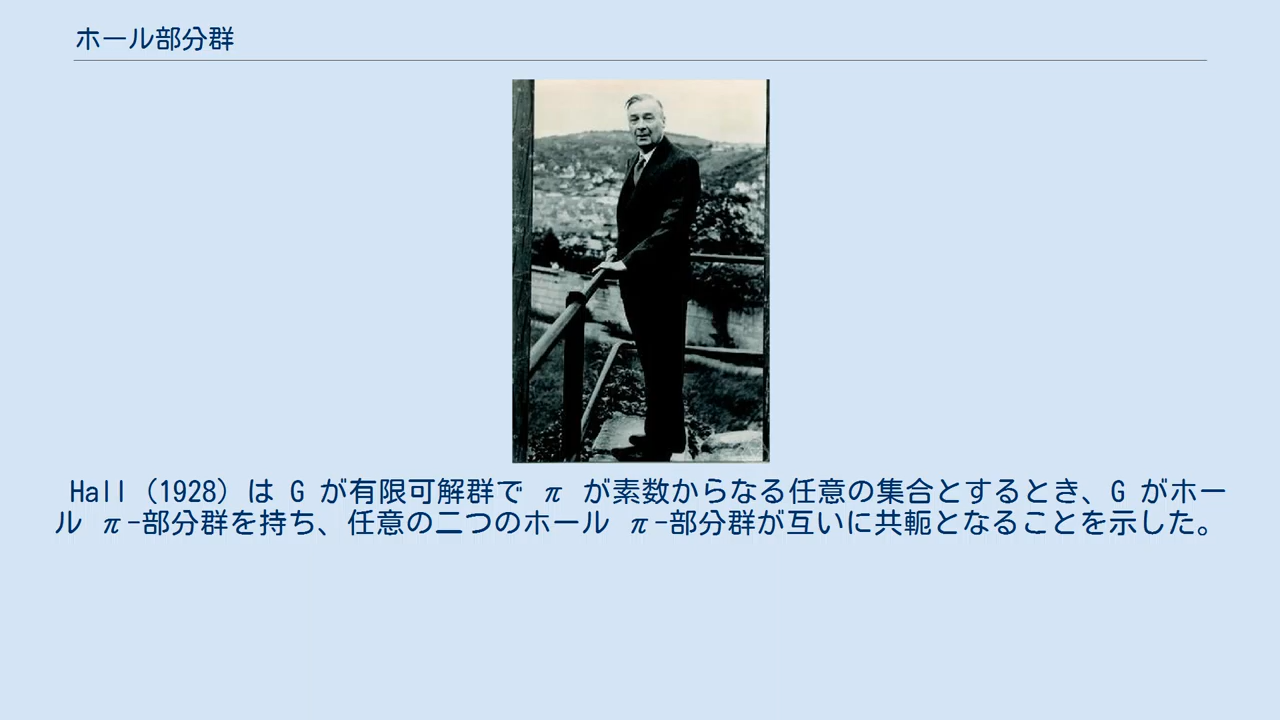 ホール部分群
Hall (1928) は G が有限可解群で π が素数からなる任意の集合とするとき、G がホー
ル π-部分群を持ち、任意の二つのホール π-部分群が互いに共軛となることを示した。